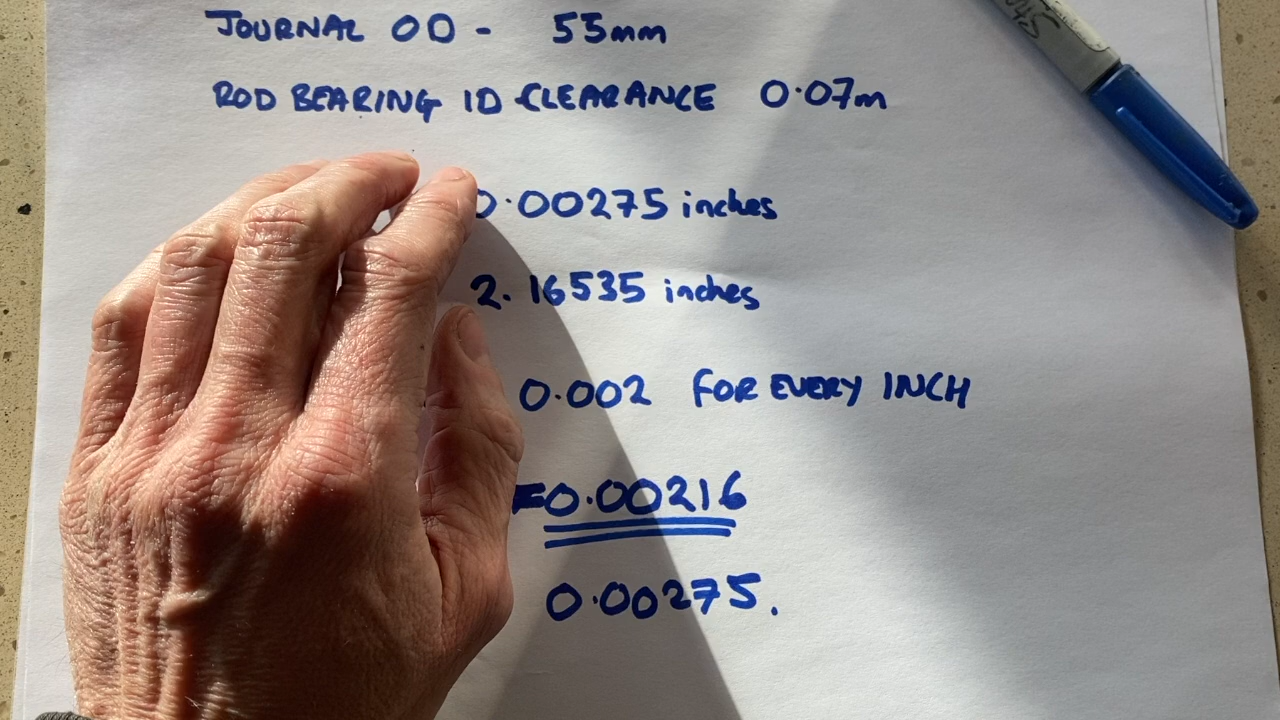 JOURNAL OD - 55mm
ROD BEARING ID CLEARANCE 0.07m
0.00275 inches
2.16535 inches
0.002 FOR EVERY INCH
=0.00216
0.00275.